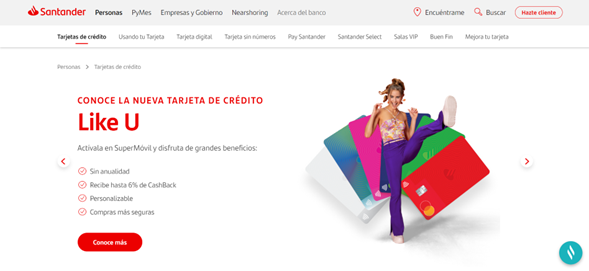 Santander
Personas PyMes Empresas y Gobierno Nearshoring Acerca del banco Encuéntrame Buscar Hazte cliente
Tarjetas de crédito Usando tu Tarjeta Tarjeta digital Tarjeta sin números Pay Santander Santander Select Salas VIP Buen Fin Mejora tu tarjeta
Personas > Tarjetas de crédito
CONOCE LA NUEVA TARJETA DE CRÉDITO
Like U
Actívala en SuperMóvil y disfruta de grandes beneficios:
Sin anualidad
Recibe hasta 6% de CashBack
Personalizable
Compras más seguras
Conoce más